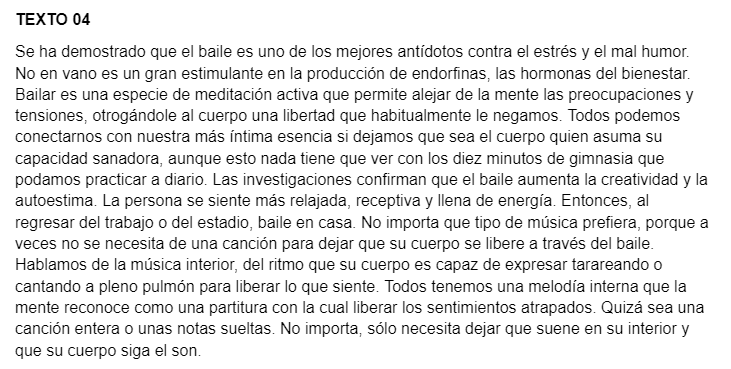 TEXTO 04
Se ha demostrado que el baile es uno de los mejores antídotos contra el estrés y el mal humor.
No en vano es un gran estimulante en la producción de endorfinas, las hormonas del bienestar.
Bailar es una especie de meditación activa que permite alejar de la mente las preocupaciones y
tensiones, otrogándole al cuerpo una libertad que habitualmente le negamos. Todos podemos
conectarnos con nuestra más íntima esencia si dejamos que sea el cuerpo quien asuma su
capacidad sanadora, aunque esto nada tiene que ver con los diez minutos de gimnasia que
podamos practicar a diario. Las investigaciones confirman que el baile aumenta la creatividad y la
autoestima. La persona se siente más relajada, receptiva y llena de energía. Entonces, al
regresar del trabajo o del estadio, baile en casa. No importa que tipo de música prefiera, porque a
veces no se necesita de una canción para dejar que su cuerpo se libere a través del baile.
Hablamos de la música interior, del ritmo que su cuerpo es capaz de expresar tarareando o
cantando a pleno pulmón para liberar lo que siente. Todos tenemos una melodía interna que la
mente reconoce como una partitura con la cual liberar los sentimientos atrapados. Quizá sea una
canción entera o unas notas sueltas. No importa, sólo necesita dejar que suene en su interior y
que su cuerpo siga el son.